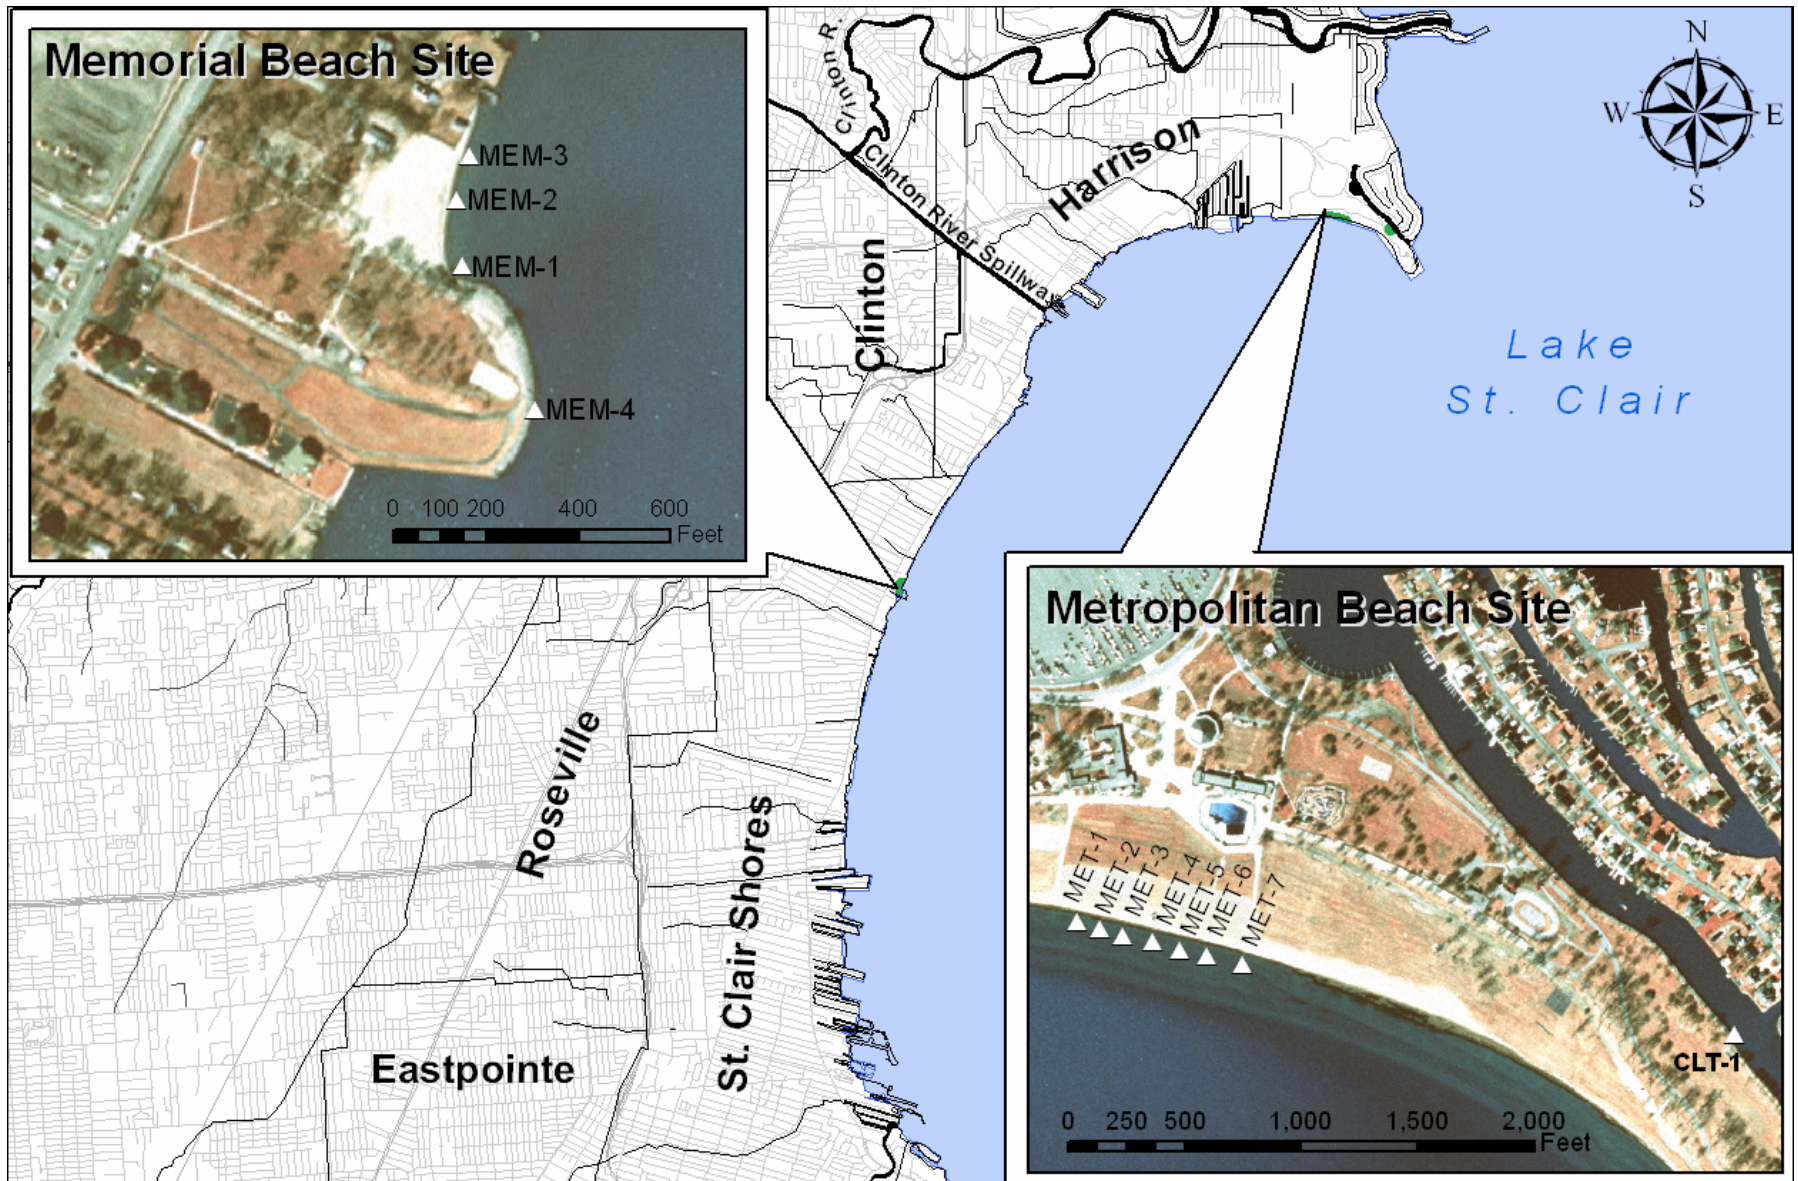 Memorial Beach Site
MEM-3
MEM-2
MEM-1
MEM-4
0 100 200 400 600
Feet
Clinton R.
Clinton River Spillway
Harrison
Clinton
N
W E
S
Lake
St. Clair
Roseville
St. Clair Shores
Eastpointe
Metropolitan Beach Site
MET-1
MET-2
MET-3
MET-4
MET-5
MET-6
MET-7
CLT-1
0 250 500 1,000 1,500 2,000
Feet